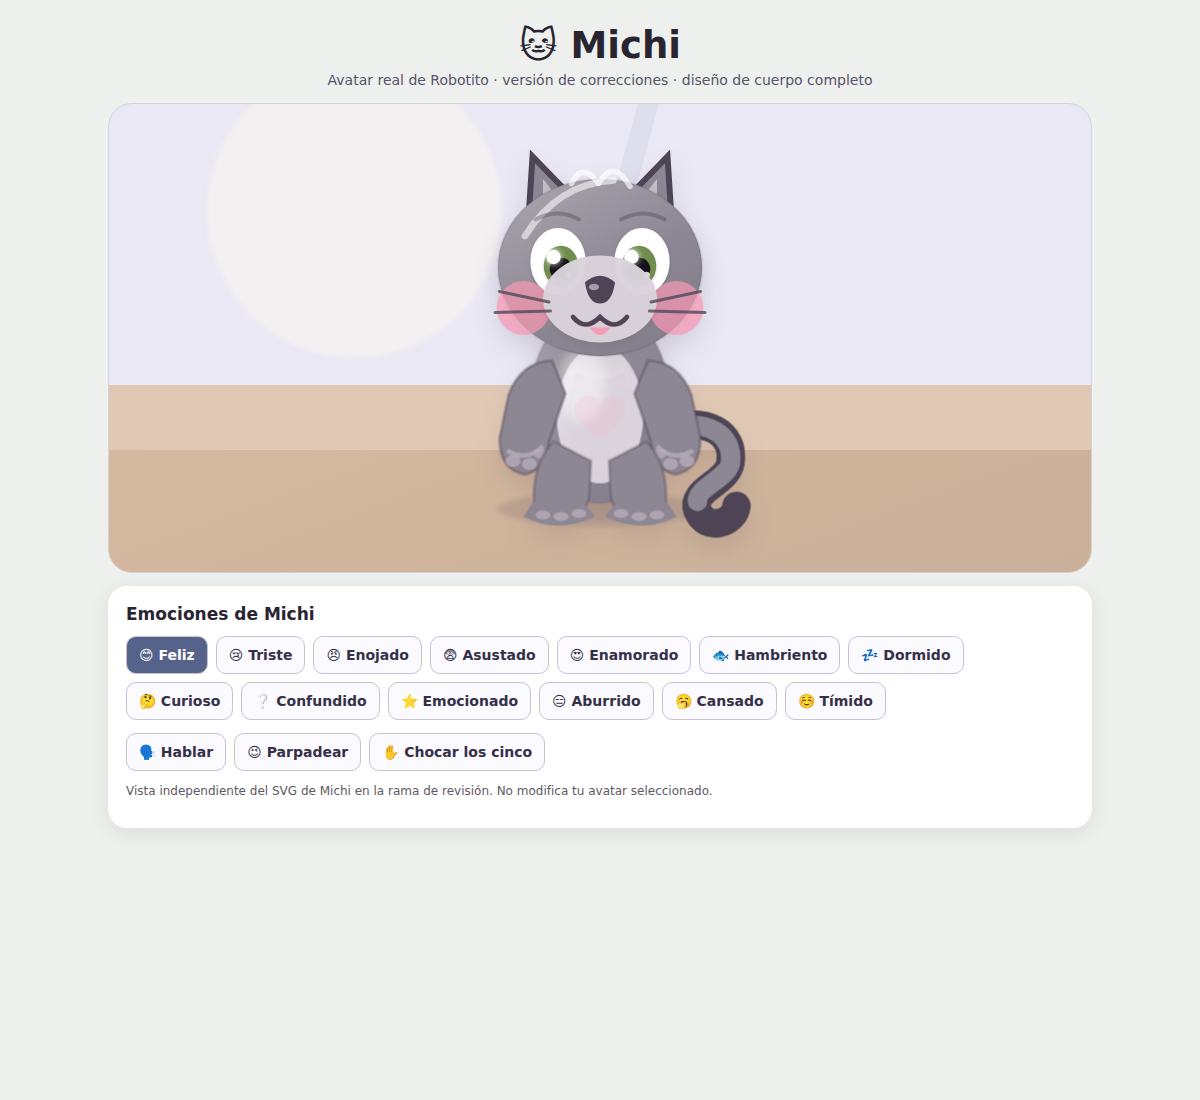 🐱 Michi
Avatar real de Robotito · versión de correcciones · diseño de cuerpo completo
Emociones de Michi
😊 Feliz 😢 Triste 😠 Enojado 😨 Asustado 😍 Enamorado 🐟 Hambriento 💤 Dormido
🤔 Curioso ❔ Confundido ⭐ Emocionado 😑 Aburrido 🥱 Cansado ☺️ Tímido
🗣️ Hablar 😉 Parpadear ✋ Chocar los cinco
Vista independiente del SVG de Michi en la rama de revisión. No modifica tu avatar seleccionado.